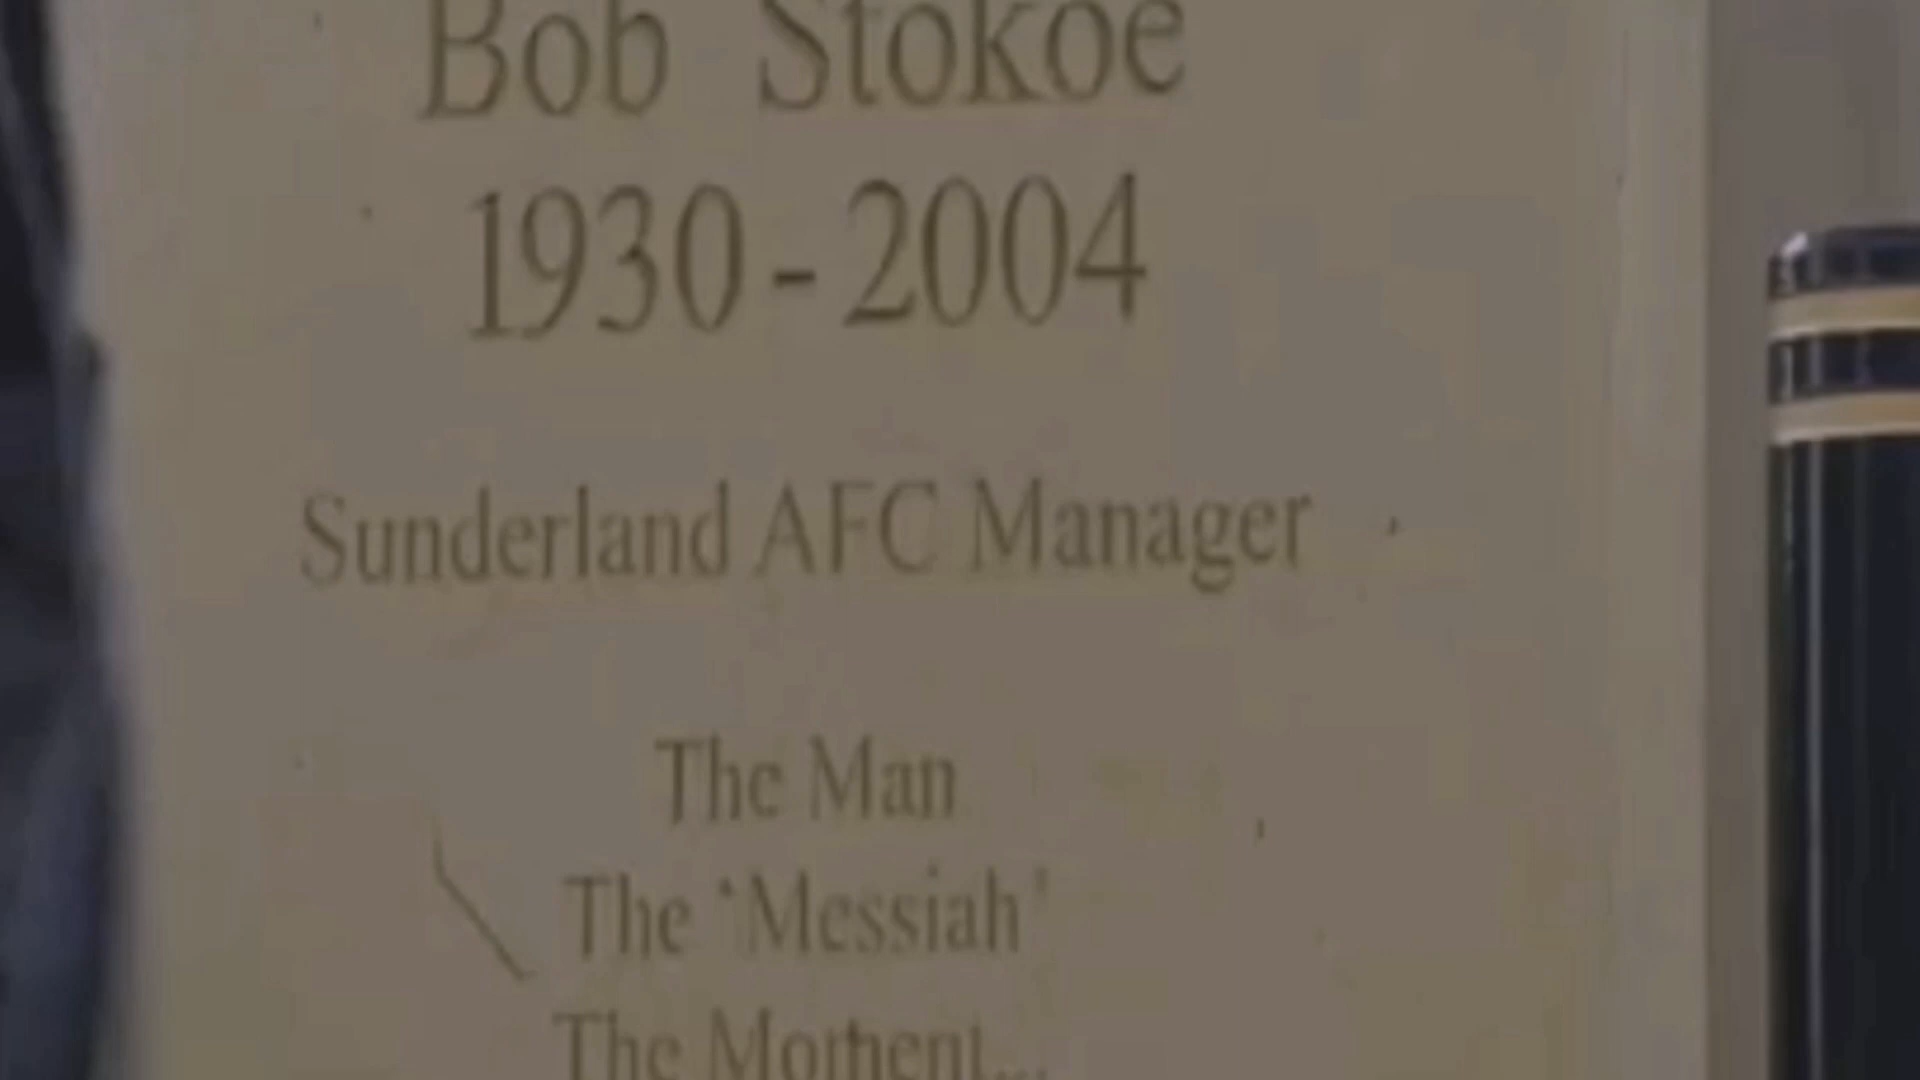 Bob Stokoe
1930-2004
Sunderland AFC Manager
The Man
The 'Messiah'
The Moment...